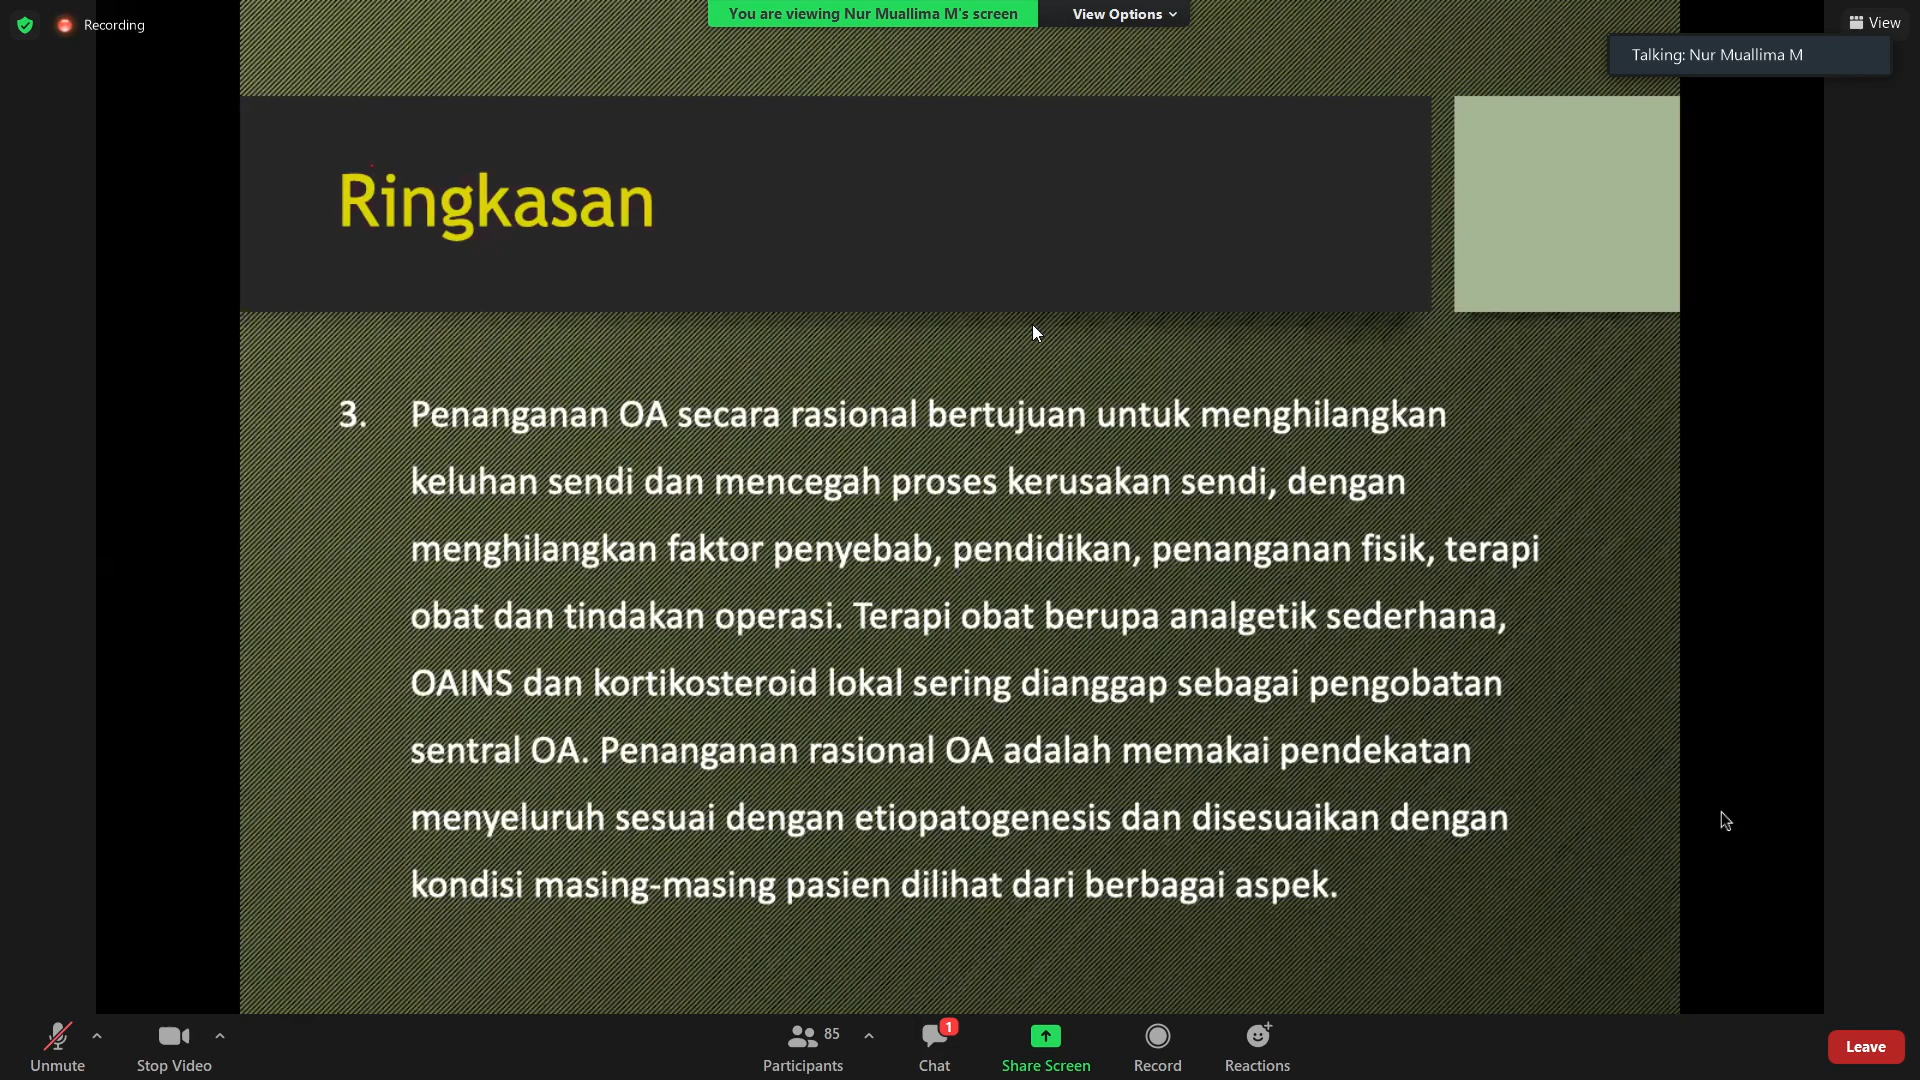 Recording
You are viewing Nur Muallima M's screen
View Options
View
Talking: Nur Muallima M
Ringkasan
3. Penanganan OA secara rasional bertujuan untuk menghilangkan
keluhan sendi dan mencegah proses kerusakan sendi, dengan
menghilangkan faktor penyebab, pendidikan, penanganan fisik, terapi
obat dan tindakan operasi. Terapi obat berupa analgetik sederhana,
OAINS dan kortikosteroid lokal sering dianggap sebagai pengobatan
sentral OA. Penanganan rasional OA adalah memakai pendekatan
menyeluruh sesuai dengan etiopatogenesis dan disesuaikan dengan
kondisi masing-masing pasien dilihat dari berbagai aspek.
Unmute
Stop Video
85
Participants
1
Chat
Share Screen
Record
Reactions
Leave